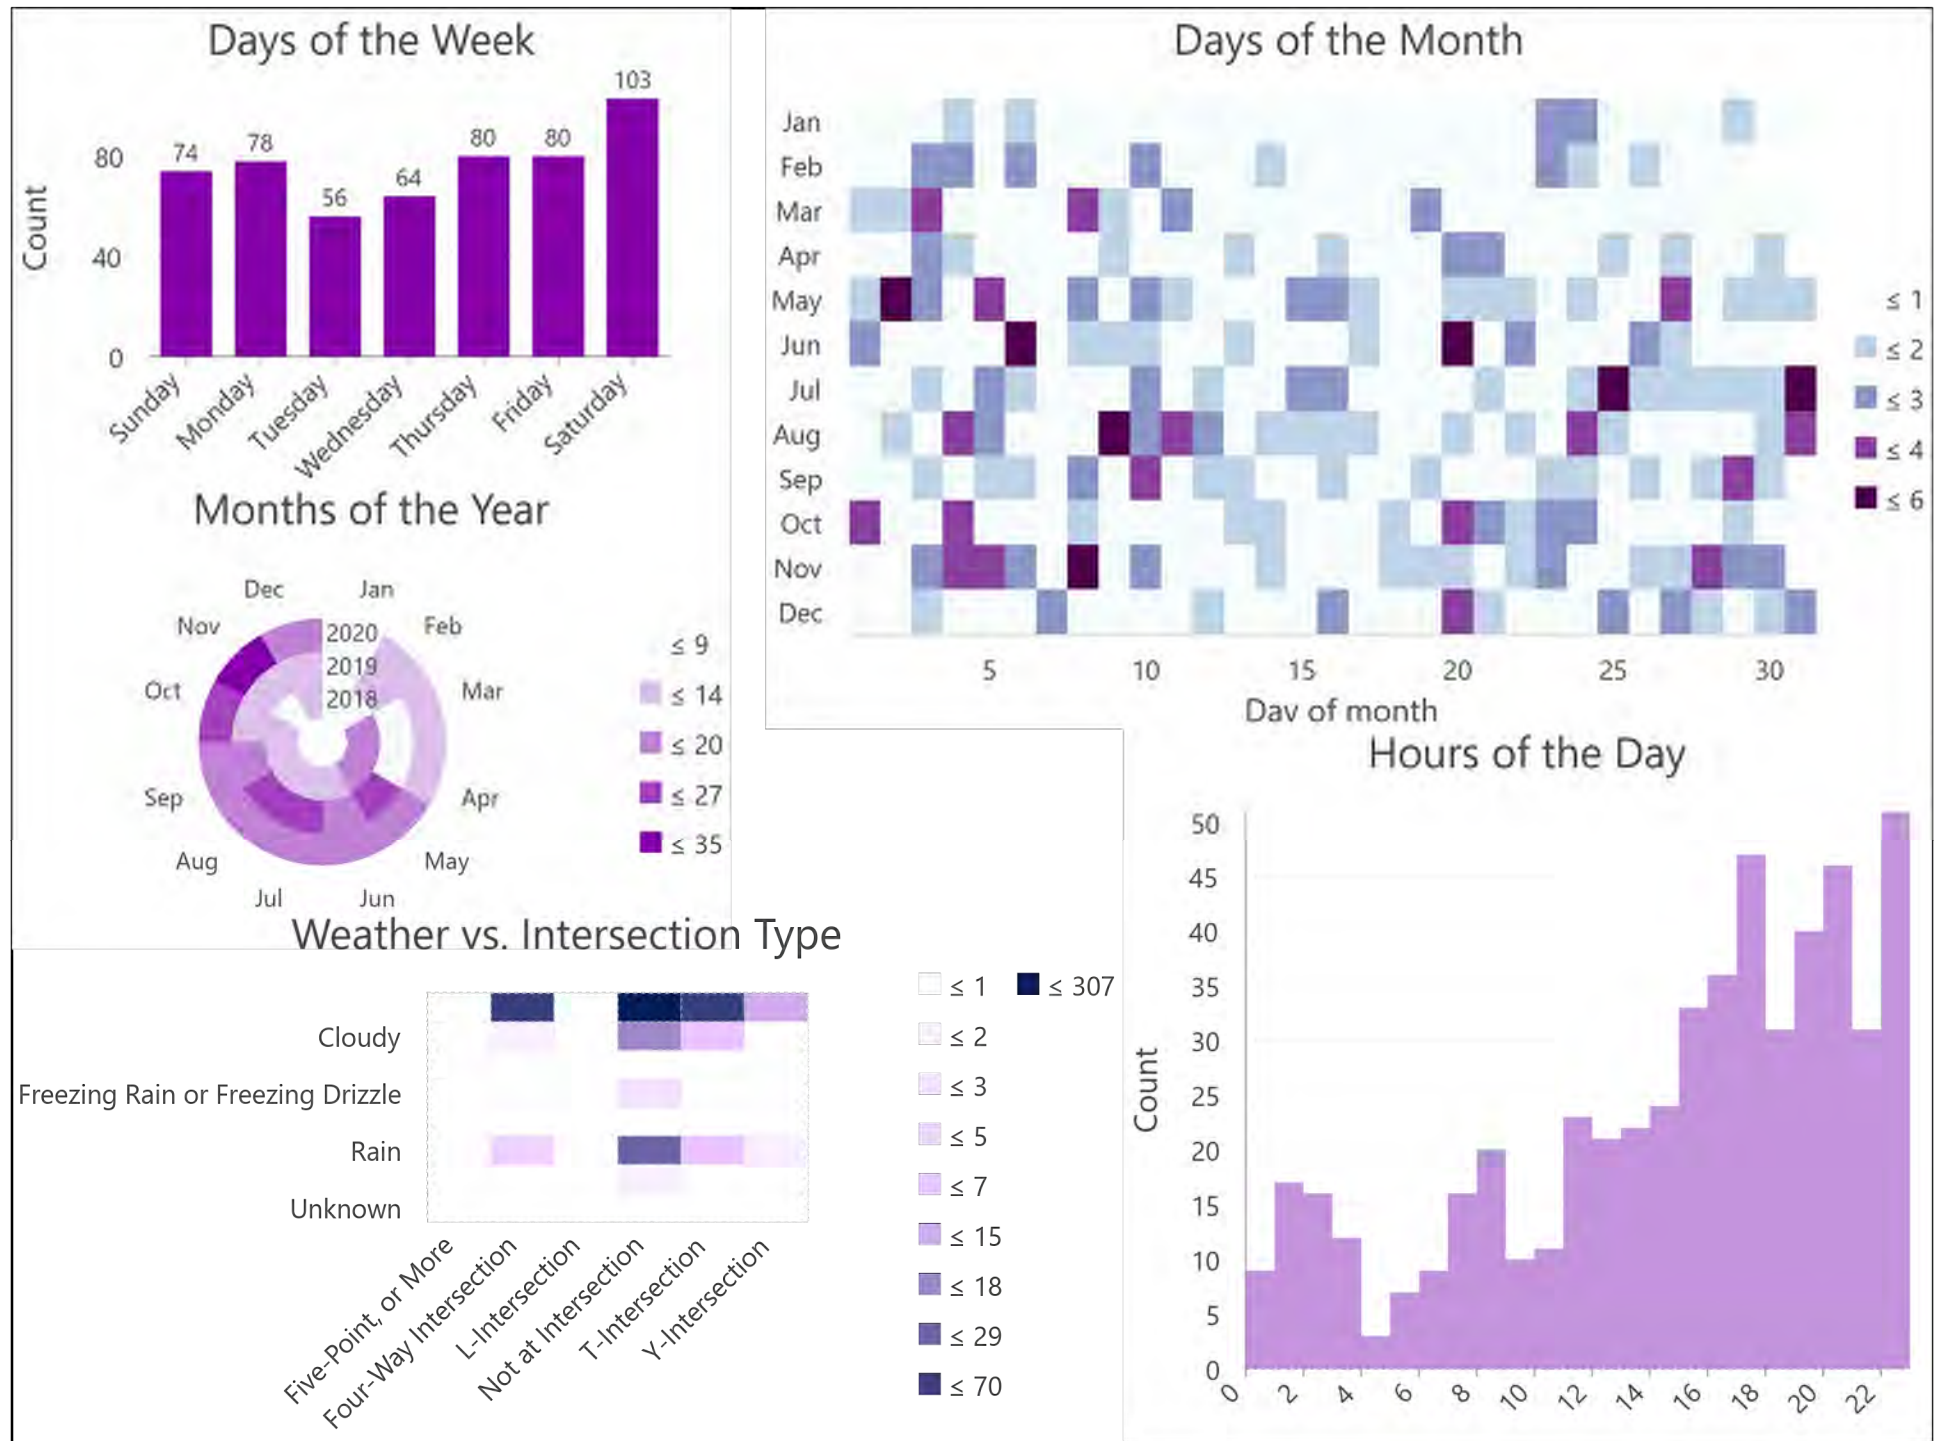 Days of the Week
Count
80
40
0
74
78
56
64
80
80
103
Sunday
Monday
Tuesday
Wednesday
Thursday
Friday
Saturday
Months of the Year
Dec
Jan
Nov
Feb
Oct
Mar
Sep
Apr
Aug
May
Jul
Jun
2020
2019
2018
≤ 9
≤ 14
≤ 20
≤ 27
≤ 35
Days of the Month
Jan
Feb
Mar
Apr
May
Jun
Jul
Aug
Sep
Oct
Nov
Dec
5
10
15
20
25
30
Day of month
≤ 1
≤ 2
≤ 3
≤ 4
≤ 6
Weather vs. Intersection Type
Cloudy
Freezing Rain or Freezing Drizzle
Rain
Unknown
Five-Point, or More
Four-Way Intersection
L-Intersection
Not at Intersection
T-Intersection
Y-Intersection
≤ 1
≤ 307
≤ 2
≤ 3
≤ 5
≤ 7
≤ 15
≤ 18
≤ 29
≤ 70
Hours of the Day
Count
50
45
40
35
30
25
20
15
10
5
0
0
2
4
6
8
10
12
14
16
18
20
22